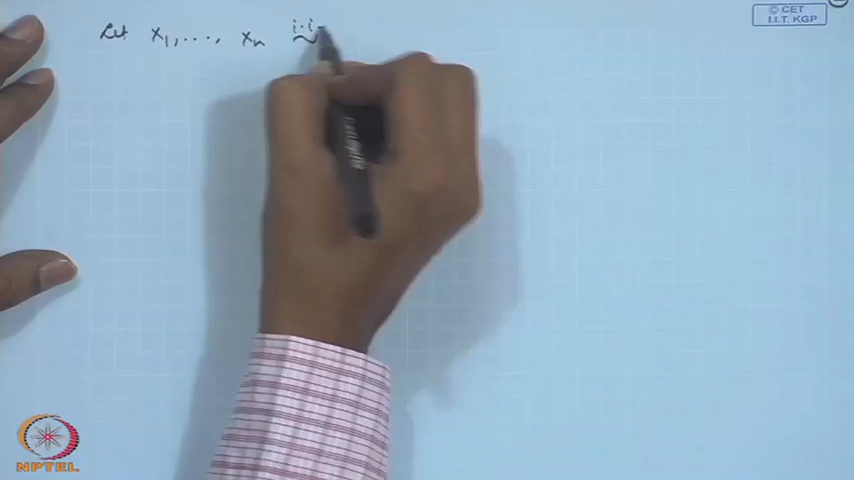 Let x₁, ...., xₙ i.i.
© CET
I.I.T. KGP
NPTEL